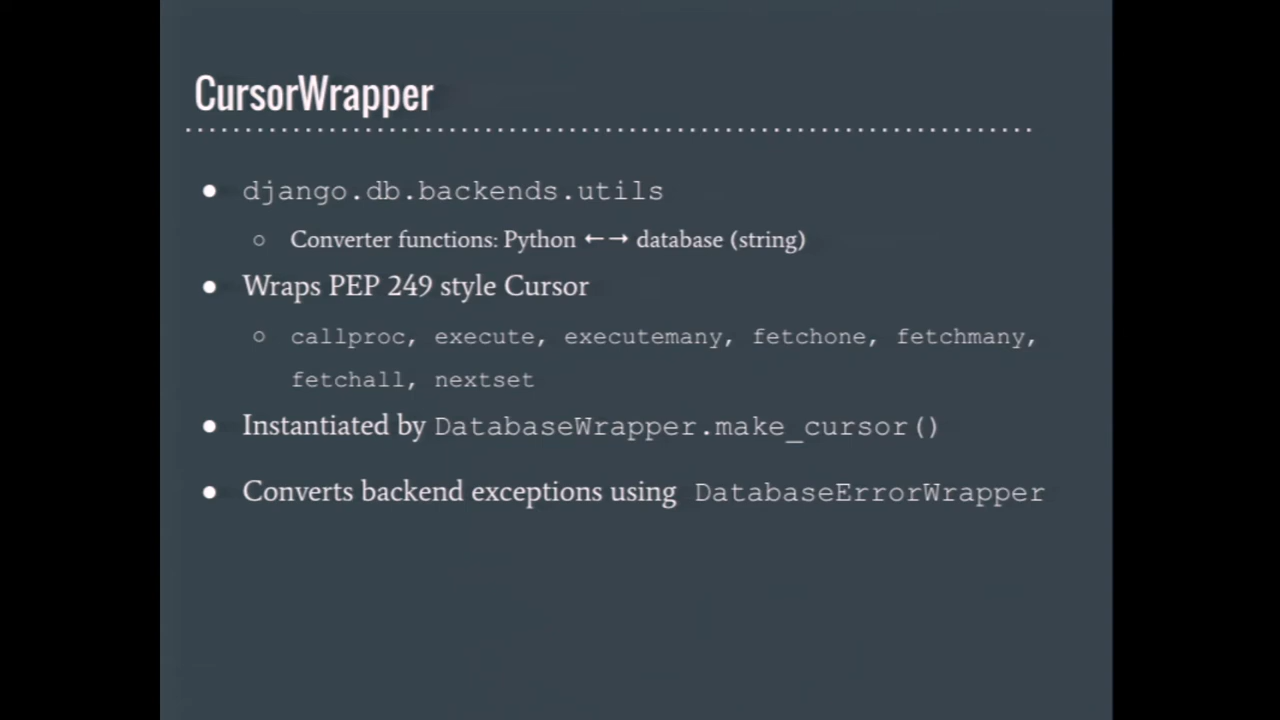 CursorWrapper
● django.db.backends.utils
○ Converter functions: Python ←→ database (string)
● Wraps PEP 249 style Cursor
○ callproc, execute, executemany, fetchone, fetchmany,
fetchall, nextset
● Instantiated by DatabaseWrapper.make_cursor()
● Converts backend exceptions using DatabaseErrorWrapper